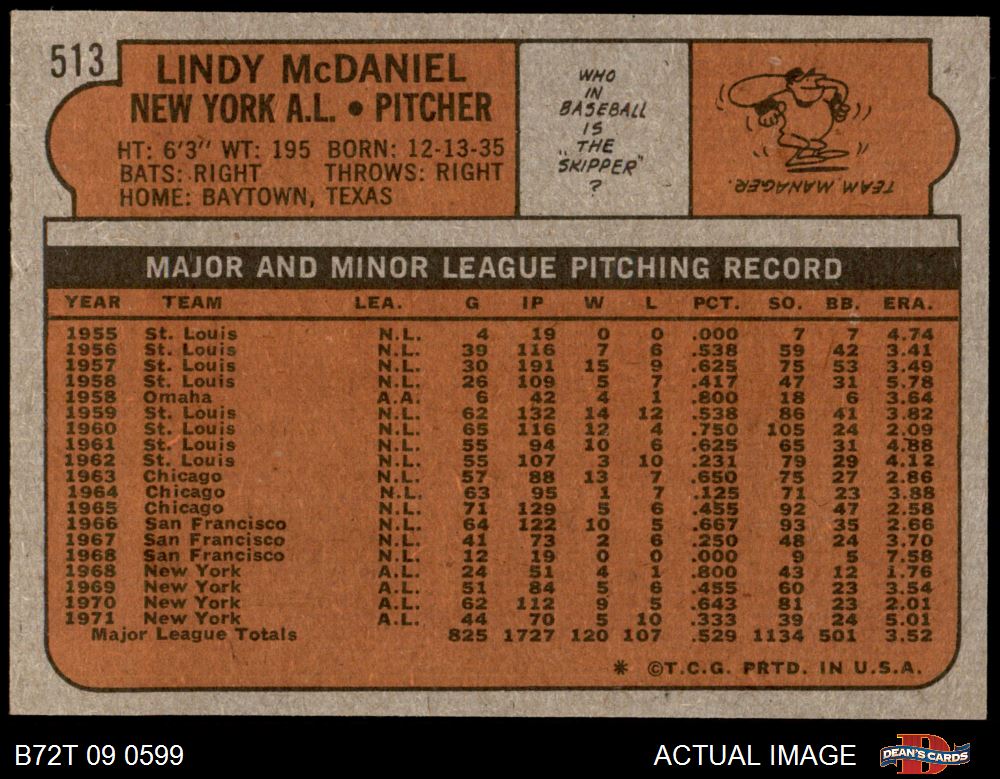 513
LINDY McDANIEL
NEW YORK A.L. • PITCHER
HT: 6'3" WT: 195 BORN: 12-13-35
BATS: RIGHT THROWS: RIGHT
HOME: BAYTOWN, TEXAS
WHO
IN
BASEBALL
IS
"THE
SKIPPER"
?
TEAM MANAGER.
MAJOR AND MINOR LEAGUE PITCHING RECORD
YEAR TEAM LEA. G IP W L PCT. SO. BB. ERA.
1955 St. Louis N.L. 4 19 0 0 .000 7 7 4.74
1956 St. Louis N.L. 39 116 7 6 .538 59 42 3.41
1957 St. Louis N.L. 30 191 15 9 .625 75 53 3.49
1958 St. Louis N.L. 26 109 5 7 .417 47 31 5.78
1958 Omaha A.A. 6 42 4 1 .800 18 6 3.64
1959 St. Louis N.L. 62 132 14 12 .538 86 41 3.82
1960 St. Louis N.L. 65 116 12 4 .750 105 24 2.09
1961 St. Louis N.L. 55 94 10 6 .625 65 31 4.88
1962 St. Louis N.L. 55 107 3 10 .231 79 29 4.12
1963 Chicago N.L. 57 88 13 7 .650 75 27 2.86
1964 Chicago N.L. 63 95 1 7 .125 71 23 3.88
1965 Chicago N.L. 71 129 5 6 .455 92 47 2.58
1966 San Francisco N.L. 64 122 10 5 .667 93 35 2.66
1967 San Francisco N.L. 41 73 2 6 .250 48 24 3.70
1968 San Francisco N.L. 12 19 0 0 .000 9 5 7.58
1968 New York A.L. 24 51 4 1 .800 43 12 1.76
1969 New York A.L. 51 84 5 6 .455 60 23 3.54
1970 New York A.L. 62 112 9 5 .643 81 23 2.01
1971 New York A.L. 44 70 5 10 .333 39 24 5.01
Major League Totals 825 1727 120 107 .529 1134 501 3.52
* ©T.C.G. PRTD. IN U.S.A.
B72T 09 0599
ACTUAL IMAGE
DEAN'S CARDS